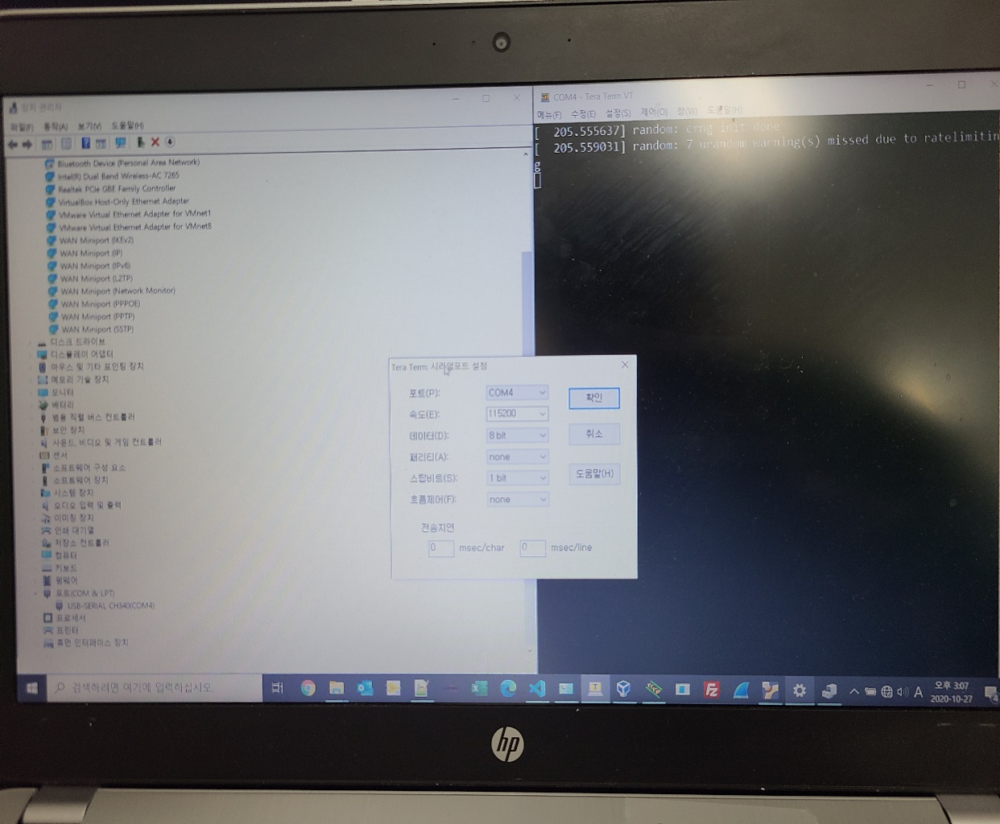 장치 관리자
파일(F) 동작(A) 보기(V) 도움말(H)
Bluetooth Device (Personal Area Network)
Intel(R) Dual Band Wireless-AC 7265
Realtek PCIe GBE Family Controller
VirtualBox Host-Only Ethernet Adapter
VMware Virtual Ethernet Adapter for VMnet1
VMware Virtual Ethernet Adapter for VMnet8
WAN Miniport (IKEv2)
WAN Miniport (IP)
WAN Miniport (IPv6)
WAN Miniport (L2TP)
WAN Miniport (Network Monitor)
WAN Miniport (PPPOE)
WAN Miniport (PPTP)
WAN Miniport (SSTP)
디스크 드라이브
디스플레이 어댑터
마우스 및 기타 포인팅 장치
메모리 기술 장치
모니터
배터리
범용 직렬 버스 컨트롤러
보안 장치
사운드, 비디오 및 게임 컨트롤러
센서
소프트웨어 구성 요소
소프트웨어 장치
시스템 장치
오디오 입력 및 출력
이미징 장치
인쇄 대기열
저장소 컨트롤러
컴퓨터
키보드
펌웨어
포트(COM & LPT)
USB-SERIAL CH340(COM4)
프로세서
프린터
휴먼 인터페이스 장치
COM4 - Tera Term VT
메뉴(F) 수정(E) 설정(S) 제어(O) 창(W) 도움말(H)
[ 205.555637] random: crng init done
[ 205.559031] random: 7 urandom warning(s) missed due to ratelimitin
g
Tera Term: 시리얼포트 설정
포트(P): COM4 확인
속도(E): 115200
데이터(D): 8 bit 취소
패리티(A): none
스탑비트(S): 1 bit 도움말(H)
흐름제어(F): none
전송지연
0 msec/char 0 msec/line
검색하려면 여기에 입력하십시오.
A
오후 3:07
2020-10-27
4
hp